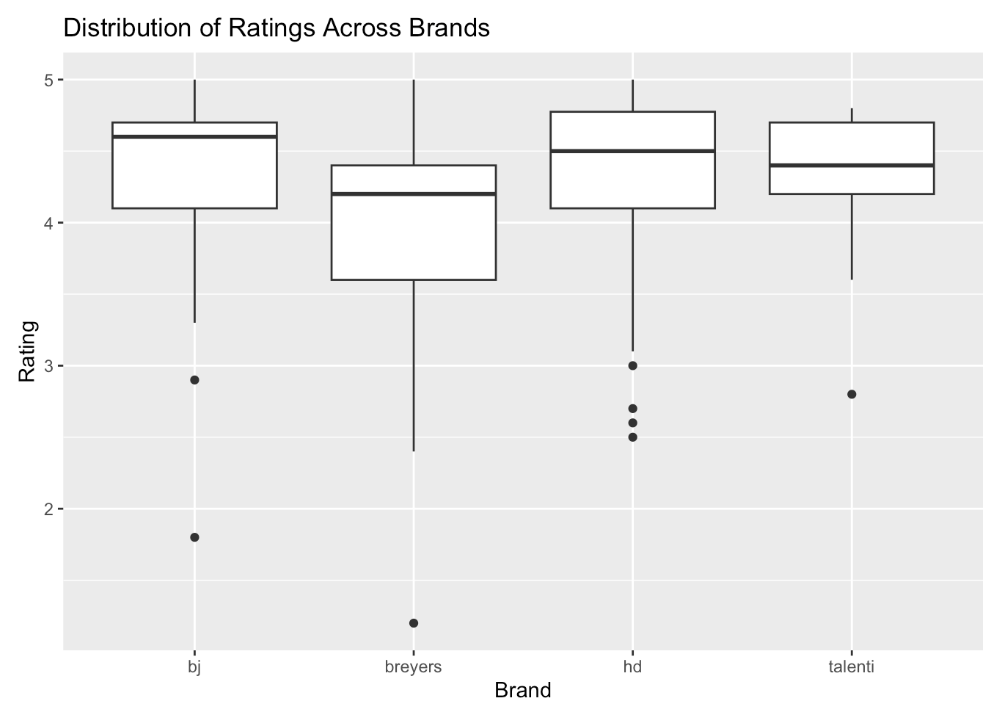 Distribution of Ratings Across Brands
5
4
3
2
Rating
bj breyers hd talenti
Brand